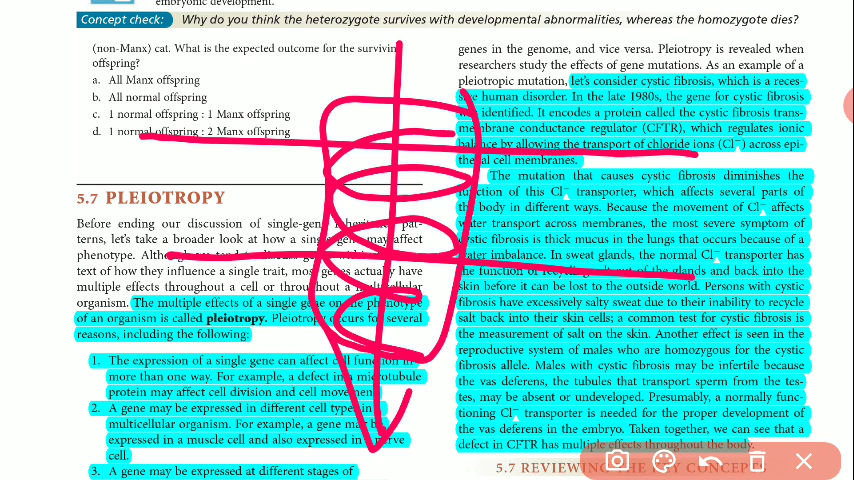 embryonic development.
Concept check: Why do you think the heterozygote survives with developmental abnormalities, whereas the homozygote dies?
(non-Manx) cat. What is the expected outcome for the surviving
offspring?
a. All Manx offspring
b. All normal offspring
c. 1 normal offspring : 1 Manx offspring
d. 1 normal offspring : 2 Manx offspring
5.7 PLEIOTROPY
Before ending our discussion of single-gene inheritance pat-
terns, let's take a broader look at how a single gene may affect
phenotype. Although
text of how they influence a single trait, most genes actually have
multiple effects throughout a cell or throughout a multicellular
organism. The multiple effects of a single gene on the phenotype
of an organism is called pleiotropy. Pleiotropy occurs for several
reasons, including the following:
1. The expression of a single gene can affect cell function in
more than one way. For example, a defect in a microtubule
protein may affect cell division and cell movement.
2. A gene may be expressed in different cell types in a
multicellular organism. For example, a gene may be
expressed in a muscle cell and also expressed in a nerve
cell.
3. A gene may be expressed at different stages of
genes in the genome, and vice versa. Pleiotropy is revealed when
researchers study the effects of gene mutations. As an example of a
pleiotropic mutation, let's consider cystic fibrosis, which is a reces-
sive human disorder. In the late 1980s, the gene for cystic fibrosis
was identified. It encodes a protein called the cystic fibrosis trans-
membrane conductance regulator (CFTR), which regulates ionic
balance by allowing the transport of chloride ions (Cl⁻) across epi-
thelial cell membranes.
The mutation that causes cystic fibrosis diminishes the
function of this Cl⁻ transporter, which affects several parts of
the body in different ways. Because the movement of Cl⁻ affects
water transport across membranes, the most severe symptom of
cystic fibrosis is thick mucus in the lungs that occurs because of a
water imbalance. In sweat glands, the normal Cl⁻ transporter has
the function of recycling salt out of the glands and back into the
skin before it can be lost to the outside world. Persons with cystic
fibrosis have excessively salty sweat due to their inability to recycle
salt back into their skin cells; a common test for cystic fibrosis is
the measurement of salt on the skin. Another effect is seen in the
reproductive system of males who are homozygous for the cystic
fibrosis allele. Males with cystic fibrosis may be infertile because
the vas deferens, the tubules that transport sperm from the tes-
tes, may be absent or undeveloped. Presumably, a normally func-
tioning Cl⁻ transporter is needed for the proper development of
the vas deferens in the embryo. Taken together, we can see that a
defect in CFTR has multiple effects throughout the body.
5.7 REVIEWING THE KEY CONCEPTS